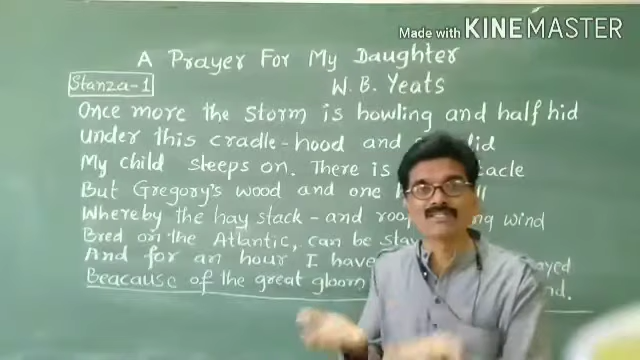 Made with KINEMASTER
A Prayer For My Daughter
Stanza-1
W. B. Yeats
Once more the storm is howling and half hid
Under this cradle-hood and
My child sleeps on. There is
But Gregory's wood and one
Whereby the hay stack - and wind
Bred on the Atlantic, can be
And for an hour I have
Beacause of the great gloom